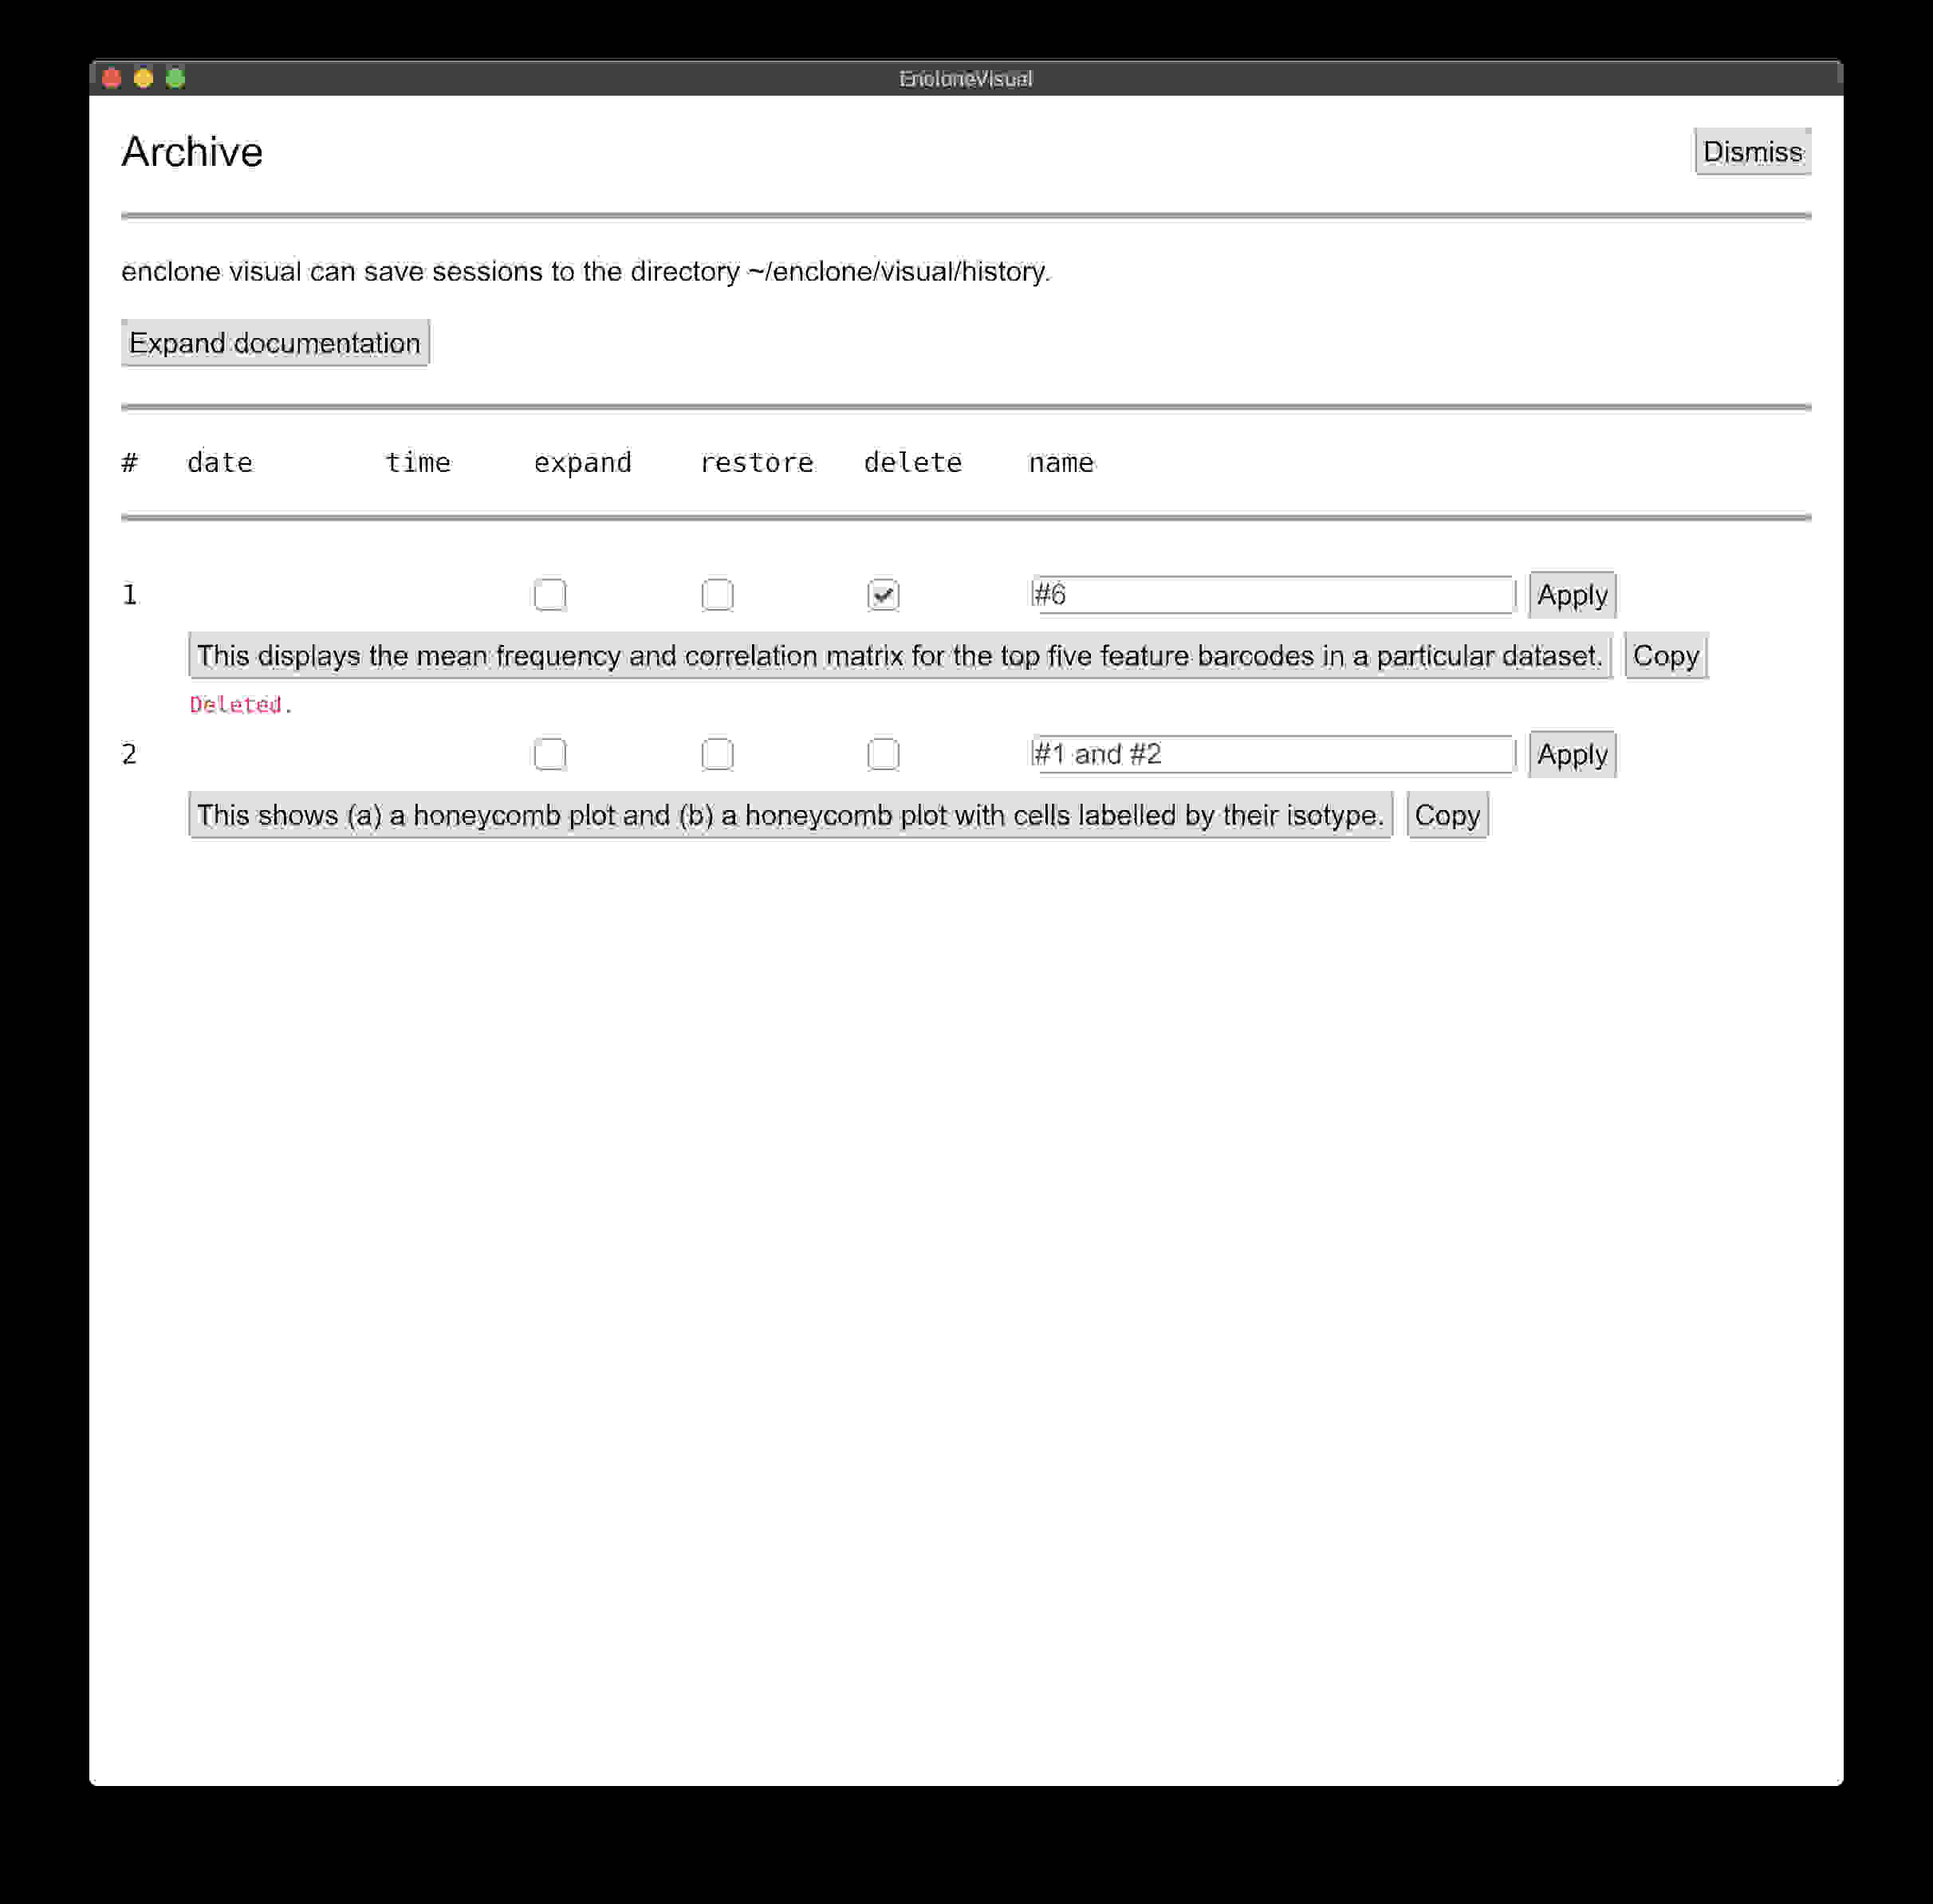 EncloneVisual
Archive Dismiss
enclone visual can save sessions to the directory ~/enclone/visual/history.
Expand documentation
# date time expand restore delete name
1 #6 Apply
This displays the mean frequency and correlation matrix for the top five feature barcodes in a particular dataset. Copy
Deleted.
2 #1 and #2 Apply
This shows (a) a honeycomb plot and (b) a honeycomb plot with cells labelled by their isotype. Copy